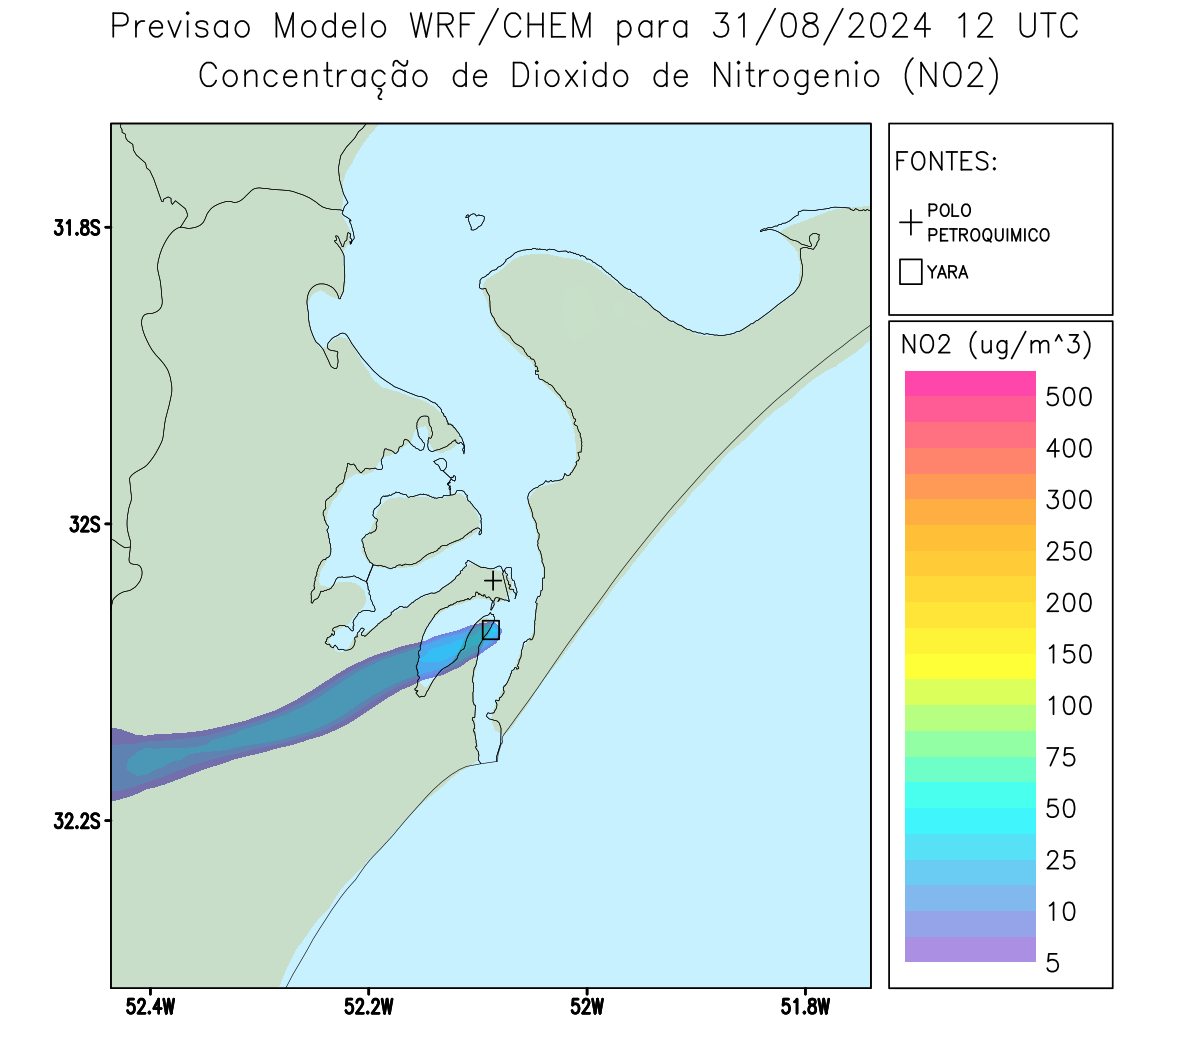 Previsao Modelo WRF/CHEM para 31/08/2024 12 UTC
Concentração de Dioxido de Nitrogenio (NO2)
FONTES:
POLO
PETROQUIMICO
YARA
31.8S
32S
32.2S
52.4W
52.2W
52W
51.8W
NO2 (ug/m^3)
500
400
300
250
200
150
100
75
50
25
10
5